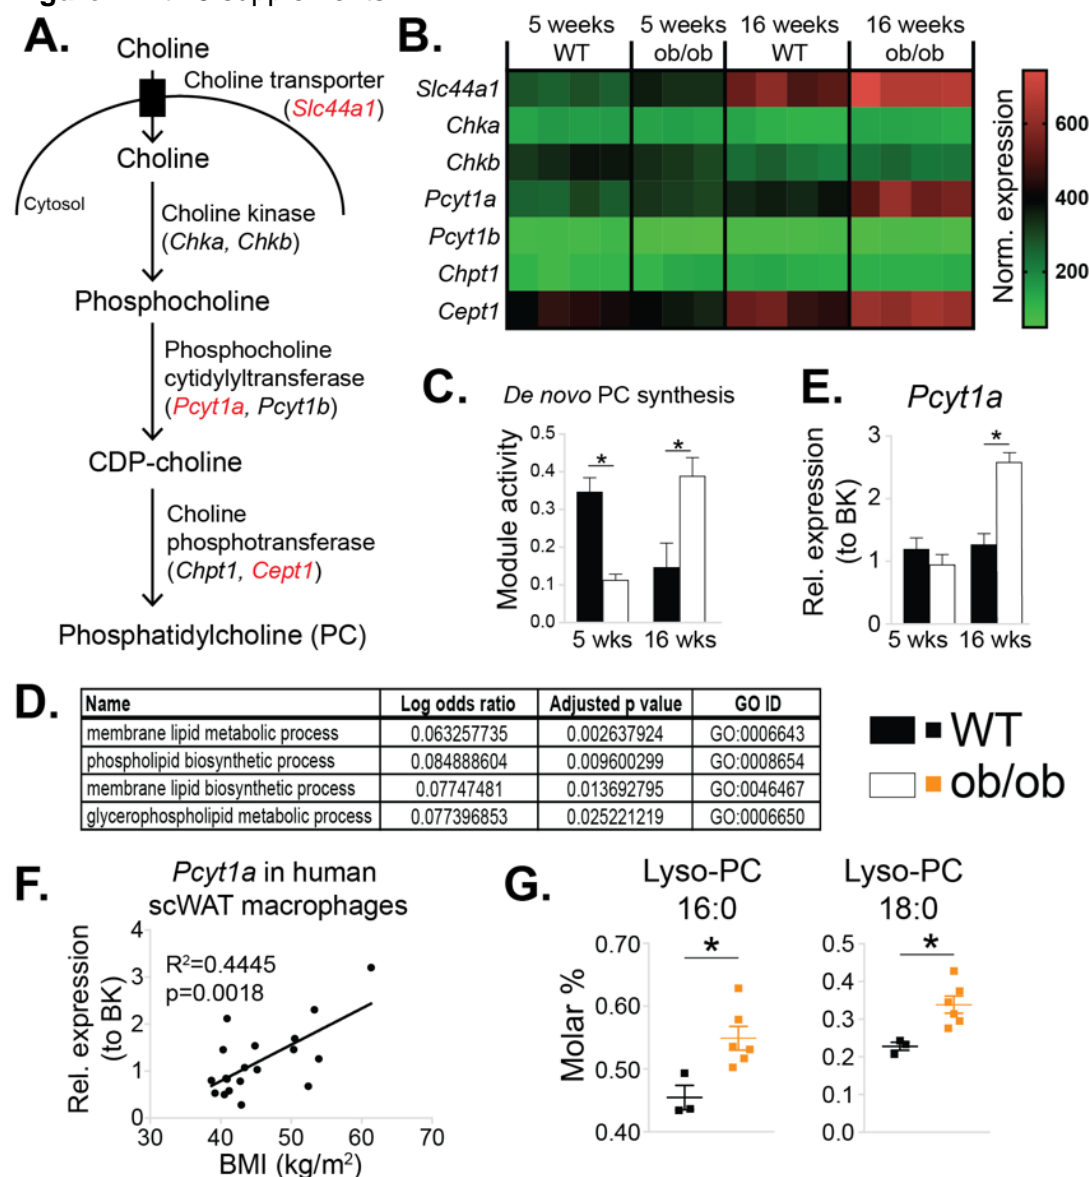 A.
Choline
Choline transporter
(Slc44a1)
Choline
Cytosol
Choline kinase
(Chka, Chkb)
Phosphocholine
Phosphocholine
cytidylyltransferase
(Pcyt1a, Pcyt1b)
CDP-choline
Choline
phosphotransferase
(Chpt1, Cept1)
Phosphatidylcholine (PC)
B.
5 weeks 5 weeks 16 weeks 16 weeks
WT ob/ob WT ob/ob
Slc44a1
Chka
Chkb
Pcyt1a
Pcyt1b
Chpt1
Cept1
Norm. expression
600
400
200
C.
De novo PC synthesis
Module activity
0.5
0.4
0.3
0.2
0.1
0.0
* *
5 wks 16 wks
E.
Pcyt1a
Rel. expression
(to BK)
3
2
1
0
*
5 wks 16 wks
D.
Name Log odds ratio Adjusted p value GO ID
membrane lipid metabolic process 0.063257735 0.002637924 GO:0006643
phospholipid biosynthetic process 0.084888604 0.009600299 GO:0008654
membrane lipid biosynthetic process 0.07747481 0.013692795 GO:0046467
glycerophospholipid metabolic process 0.077396853 0.025221219 GO:0006650
WT
ob/ob
F.
Pcyt1a in human
scWAT macrophages
Rel. expression
(to BK)
4
3
2
1
0
R²=0.4445
p=0.0018
30 40 50 60 70
BMI (kg/m²)
G.
Lyso-PC
16:0
Molar %
0.70
0.60
0.50
0.40
*
Lyso-PC
18:0
0.5
0.4
0.3
0.2
0.1
0.0
*